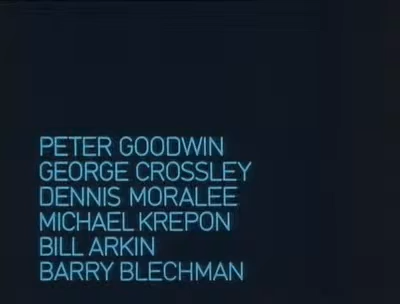 PETER GOODWIN
GEORGE CROSSLEY
DENNIS MORALEE
MICHAEL KREPON
BILL ARKIN
BARRY BLECHMAN